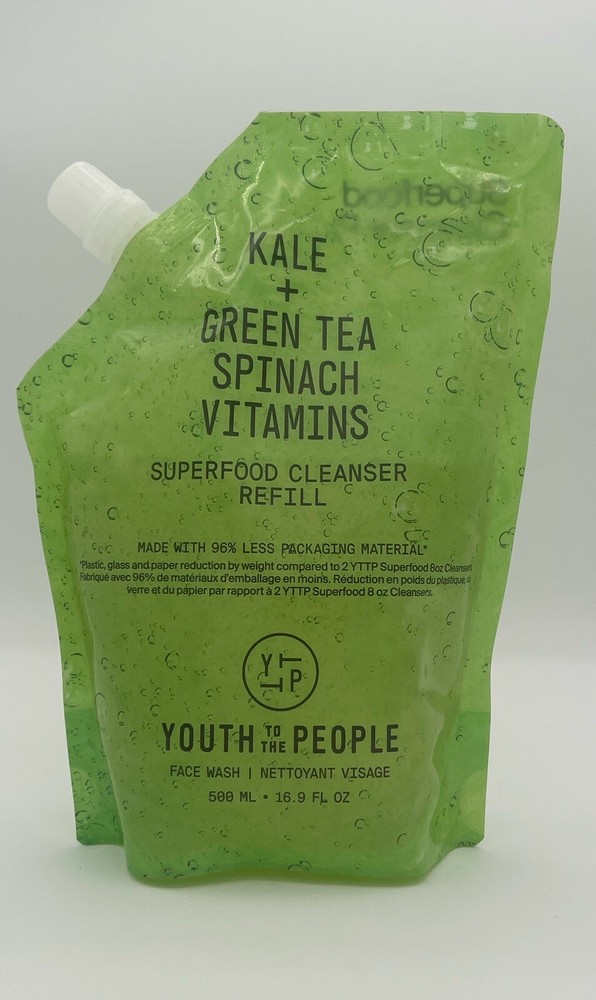 Superfood
KALE
+
GREEN TEA
SPINACH
VITAMINS
SUPERFOOD CLEANSER
REFILL
MADE WITH 96% LESS PACKAGING MATERIAL*
*Plastic, glass and paper reduction by weight compared to 2 YTTP Superfood 8oz Cleansers.
Fabriqué avec 96% de matériaux d'emballage en moins. Réduction en poids du plastique, du
verre et du papier par rapport à 2 YTTP Superfood 8 oz Cleansers.
YTTP
YOUTH TO THE PEOPLE
FACE WASH | NETTOYANT VISAGE
500 ML • 16.9 FL OZ